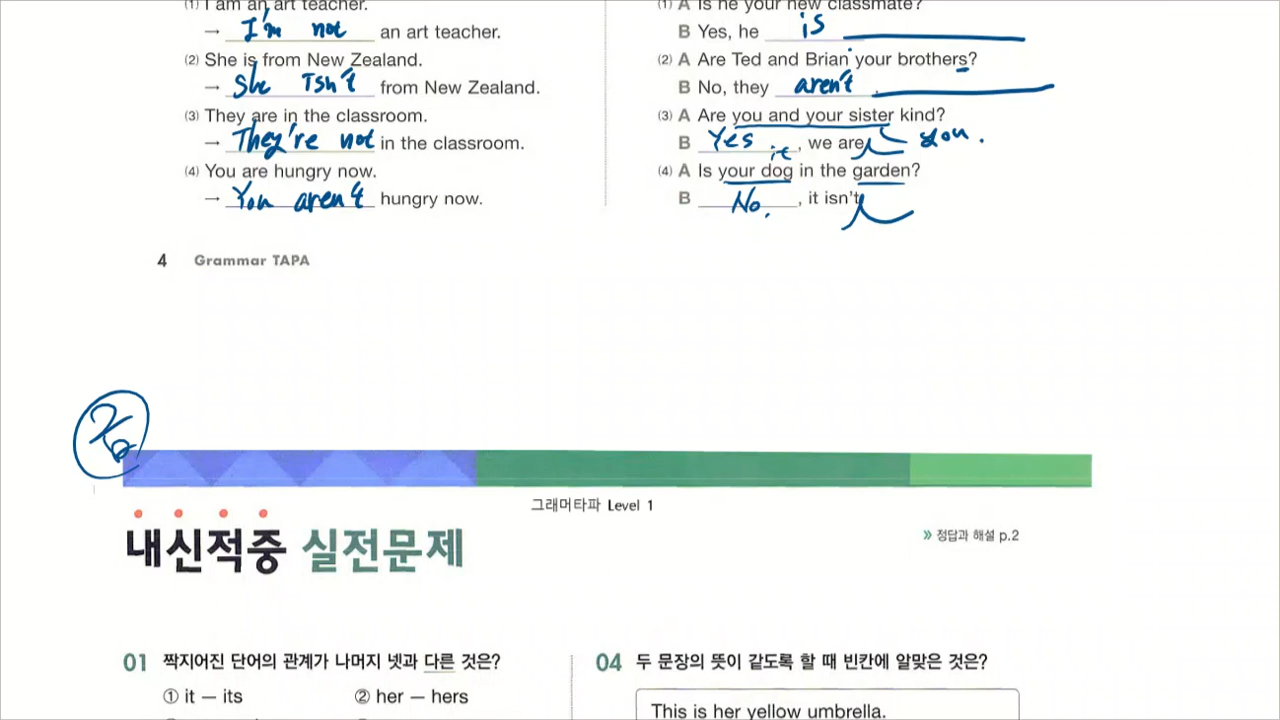 (1) I am an art teacher.
→ I'm not an art teacher.
(2) She is from New Zealand.
→ She Isn't from New Zealand.
(3) They are in the classroom.
→ They're not in the classroom.
(4) You are hungry now.
→ You aren't hungry now.
(1) A Is he your new classmate?
B Yes, he is
(2) A Are Ted and Brian your brothers?
B No, they aren't
(3) A Are you and your sister kind?
B Yes, we are you.
it
(4) A Is your dog in the garden?
B No, it isn't
4 Grammar TAPA
그래머타파 Level 1
내신적중 실전문제
» 정답과 해설 p.2
01 짝지어진 단어의 관계가 나머지 넷과 다른 것은?
① it — its ② her — hers
04 두 문장의 뜻이 같도록 할 때 빈칸에 알맞은 것은?
This is her yellow umbrella.